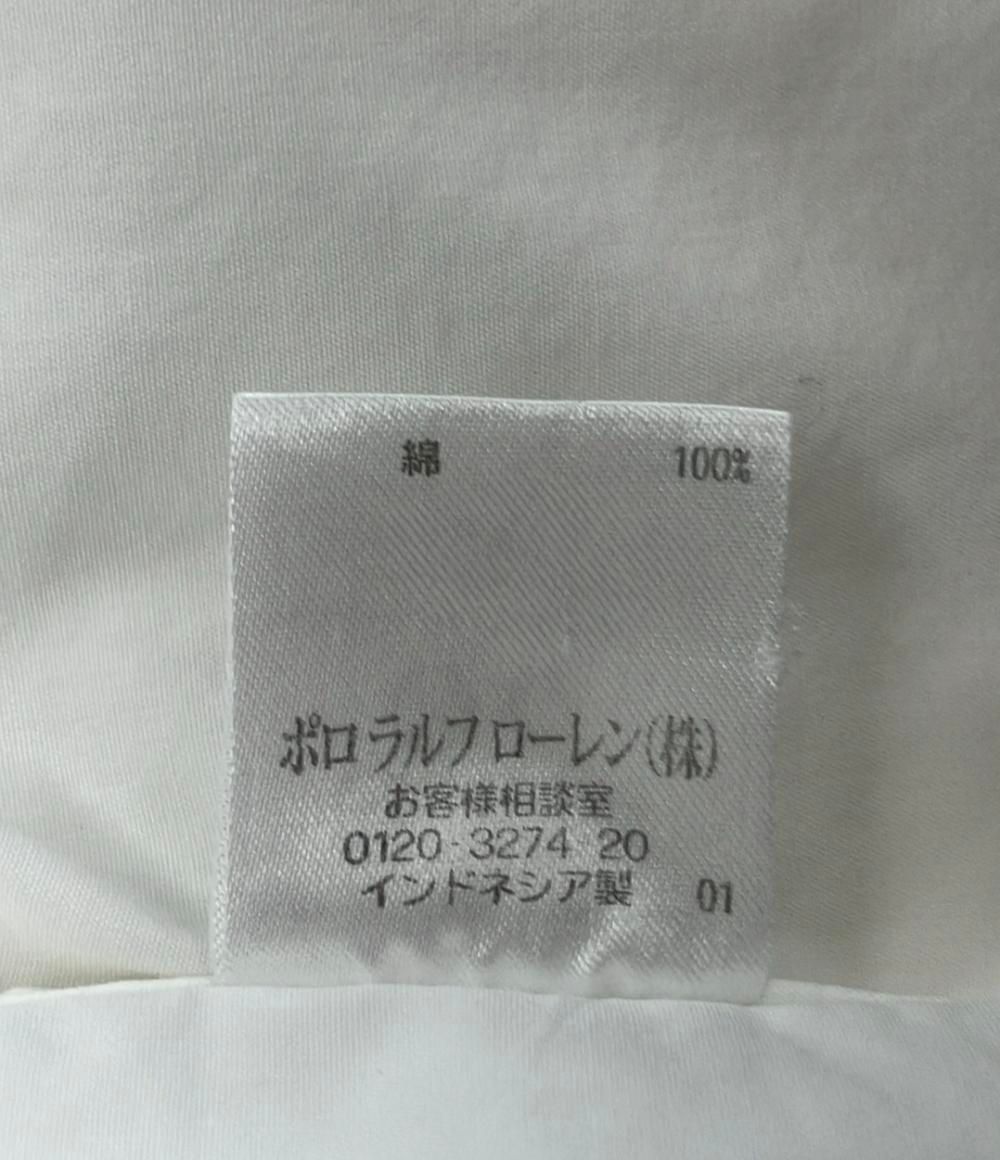 綿 100%
ポロ ラルフ ローレン(株)
お客様相談室
0120-3274 20
インドネシア製 01